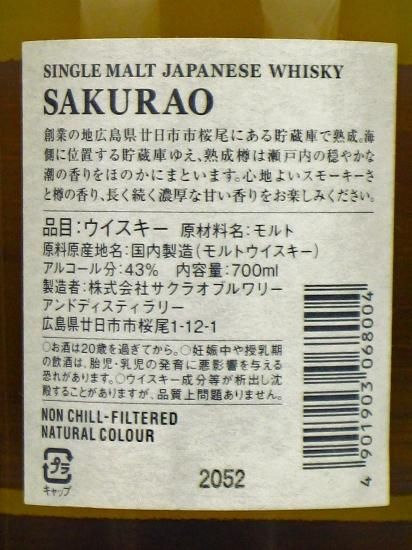 SINGLE MALT JAPANESE WHISKY
SAKURAO
創業の地広島県廿日市市桜尾にある貯蔵庫で熟成。海
側に位置する貯蔵庫ゆえ、熟成樽は瀬戸内の穏やかな
潮の香りをほのかにまといます。心地よいスモーキーさ
と樽の香り、長く続く濃厚な甘い香りをお楽しみください。
品目：ウイスキー 原材料名：モルト
原料原産地名：国内製造（モルトウイスキー）
アルコール分：43% 内容量：700ml
製造者：株式会社サクラオブルワリー
アンドディスティラリー
広島県廿日市市桜尾1-12-1
○お酒は20歳を過ぎてから。○妊娠中や授乳期
の飲酒は、胎児・乳児の発育に悪影響を与える
恐れがあります。○ウイスキー成分等が析出し沈
殿することがありますが、品質上問題ありません。
NON CHILL-FILTERED
NATURAL COLOUR
プラ
キャップ
2052
4 901903 068004